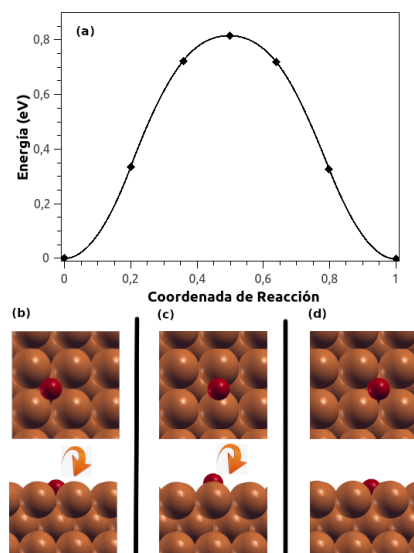 (a)
Energía (eV)
0,8
0,6
0,4
0,2
0
0
0,2
0,4
0,6
0,8
1
Coordenada de Reacción
(b)
(c)
(d)